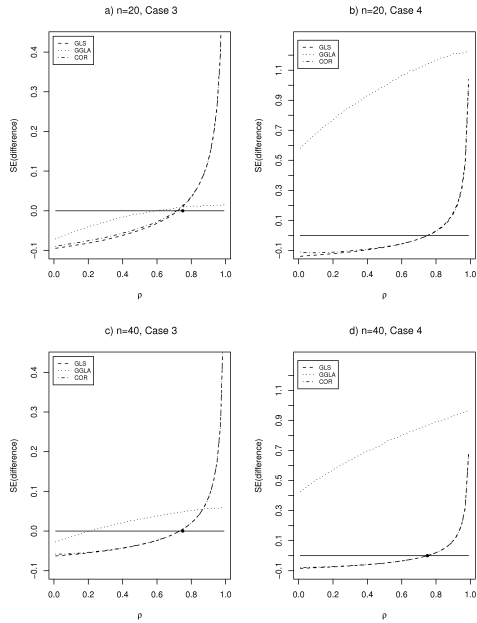 a) n=20, Case 3
b) n=20, Case 4
GLS
GGLA
COR
GLS
GGLA
COR
SE(difference)
-0.1 0.0 0.1 0.2 0.3 0.4
SE(difference)
-0.1 0.1 0.3 0.5 0.7 0.9 1.1
0.0 0.2 0.4 0.6 0.8 1.0
0.0 0.2 0.4 0.6 0.8 1.0
ρ
ρ
c) n=40, Case 3
d) n=40, Case 4
GLS
GGLA
COR
GLS
GGLA
COR
SE(difference)
-0.1 0.0 0.1 0.2 0.3 0.4
SE(difference)
-0.1 0.1 0.3 0.5 0.7 0.9 1.1
0.0 0.2 0.4 0.6 0.8 1.0
0.0 0.2 0.4 0.6 0.8 1.0
ρ
ρ